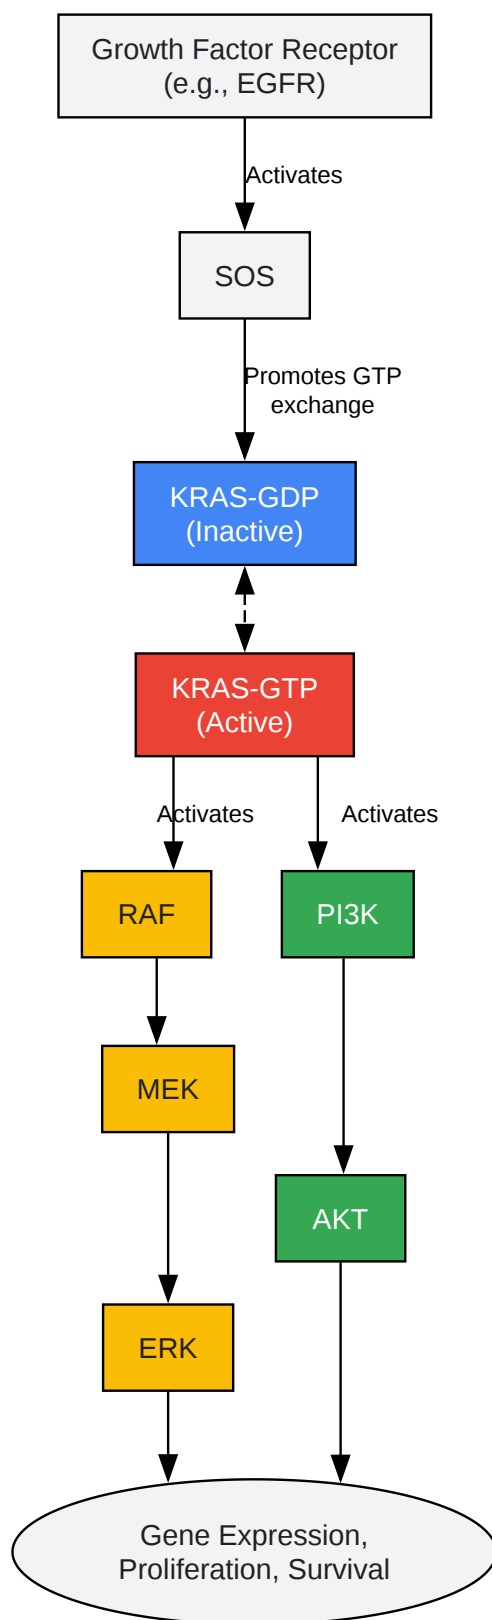 Growth Factor Receptor
(e.g., EGFR)
Activates
SOS
Promotes GTP
exchange
KRAS-GDP
(Inactive)
KRAS-GTP
(Active)
Activates
Activates
RAF
PI3K
MEK
AKT
ERK
Gene Expression,
Proliferation, Survival